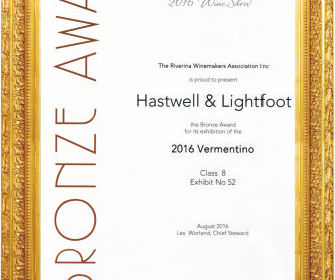 2016 Wine Show
BRONZE AWA
The Riverina Winemakers Association Inc
is proud to present
Hastwell & Lightfoot
the Bronze Award
for its exhibition of the
2016 Vermentino
Class 8
Exhibit No 52
August 2016
Lea Worland, Chief Steward